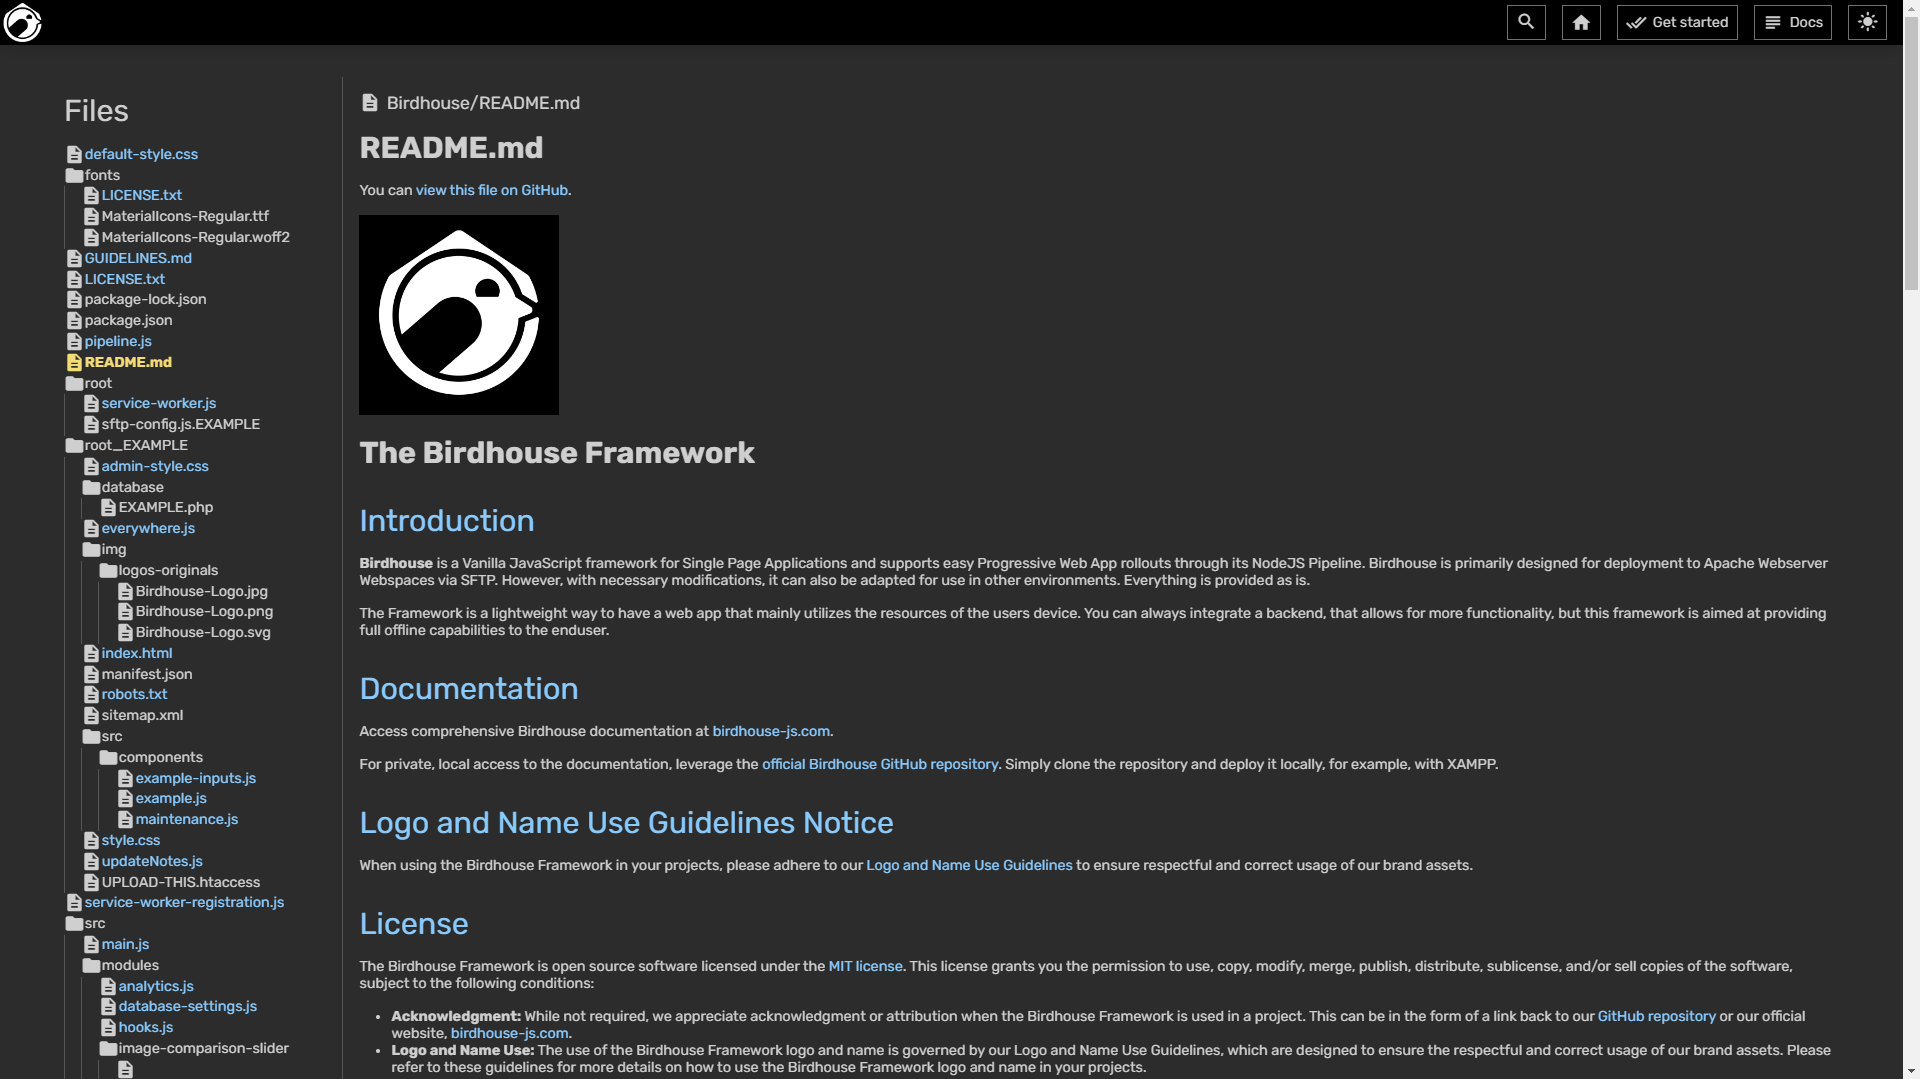 Get started
Docs
Files
default-style.css
fonts
LICENSE.txt
MaterialIcons-Regular.ttf
MaterialIcons-Regular.woff2
GUIDELINES.md
LICENSE.txt
package-lock.json
package.json
pipeline.js
README.md
root
service-worker.js
sftp-config.js.EXAMPLE
root_EXAMPLE
admin-style.css
database
EXAMPLE.php
everywhere.js
img
logos-originals
Birdhouse-Logo.jpg
Birdhouse-Logo.png
Birdhouse-Logo.svg
index.html
manifest.json
robots.txt
sitemap.xml
src
components
example-inputs.js
example.js
maintenance.js
style.css
updateNotes.js
UPLOAD-THIS.htaccess
service-worker-registration.js
src
main.js
modules
analytics.js
database-settings.js
hooks.js
image-comparison-slider
Birdhouse/README.md
README.md
You can view this file on GitHub.
The Birdhouse Framework
Introduction
Birdhouse is a Vanilla JavaScript framework for Single Page Applications and supports easy Progressive Web App rollouts through its NodeJS Pipeline. Birdhouse is primarily designed for deployment to Apache Webserver
Webspaces via SFTP. However, with necessary modifications, it can also be adapted for use in other environments. Everything is provided as is.
The Framework is a lightweight way to have a web app that mainly utilizes the resources of the users device. You can always integrate a backend, that allows for more functionality, but this framework is aimed at providing
full offline capabilities to the enduser.
Documentation
Access comprehensive Birdhouse documentation at birdhouse-js.com.
For private, local access to the documentation, leverage the official Birdhouse GitHub repository. Simply clone the repository and deploy it locally, for example, with XAMPP.
Logo and Name Use Guidelines Notice
When using the Birdhouse Framework in your projects, please adhere to our Logo and Name Use Guidelines to ensure respectful and correct usage of our brand assets.
License
The Birdhouse Framework is open source software licensed under the MIT license. This license grants you the permission to use, copy, modify, merge, publish, distribute, sublicense, and/or sell copies of the software,
subject to the following conditions:
• Acknowledgment: While not required, we appreciate acknowledgment or attribution when the Birdhouse Framework is used in a project. This can be in the form of a link back to our GitHub repository or our official
website, birdhouse-js.com.
• Logo and Name Use: The use of the Birdhouse Framework logo and name is governed by our Logo and Name Use Guidelines, which are designed to ensure the respectful and correct usage of our brand assets. Please
refer to these guidelines for more details on how to use the Birdhouse Framework logo and name in your projects.